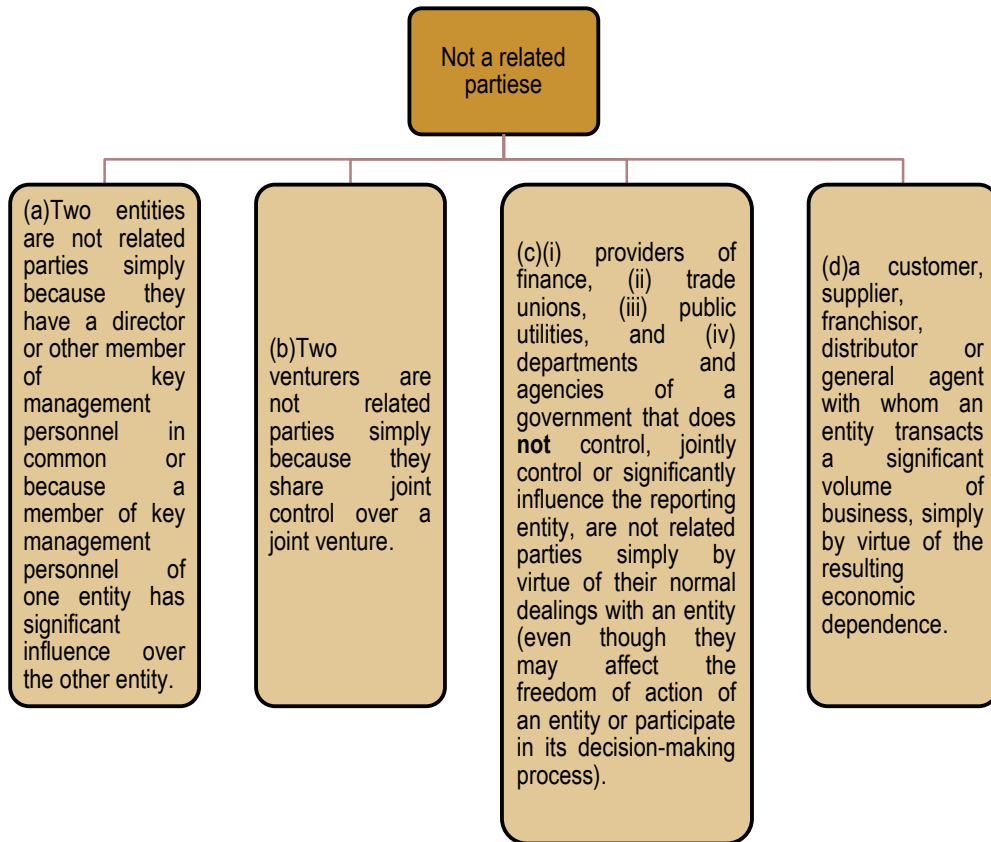 Not a related
partiese
(a)Two entities
are not related
parties simply
because they
have a director
or other member
of key
management
personnel in
common or
because a
member of key
management
personnel of
one entity has
significant
influence over
the other entity.
(b)Two
venturers are
not related
parties simply
because they
share joint
control over a
joint venture.
(c)(i) providers of
finance, (ii) trade
unions, (iii) public
utilities, and (iv)
departments and
agencies of a
government that does
not control, jointly
control or significantly
influence the reporting
entity, are not related
parties simply by
virtue of their normal
dealings with an entity
(even though they
may affect the
freedom of action of
an entity or participate
in its decision-making
process).
(d)a customer,
supplier,
franchisor,
distributor or
general agent
with whom an
entity transacts
a significant
volume of
business, simply
by virtue of the
resulting
economic
dependence.